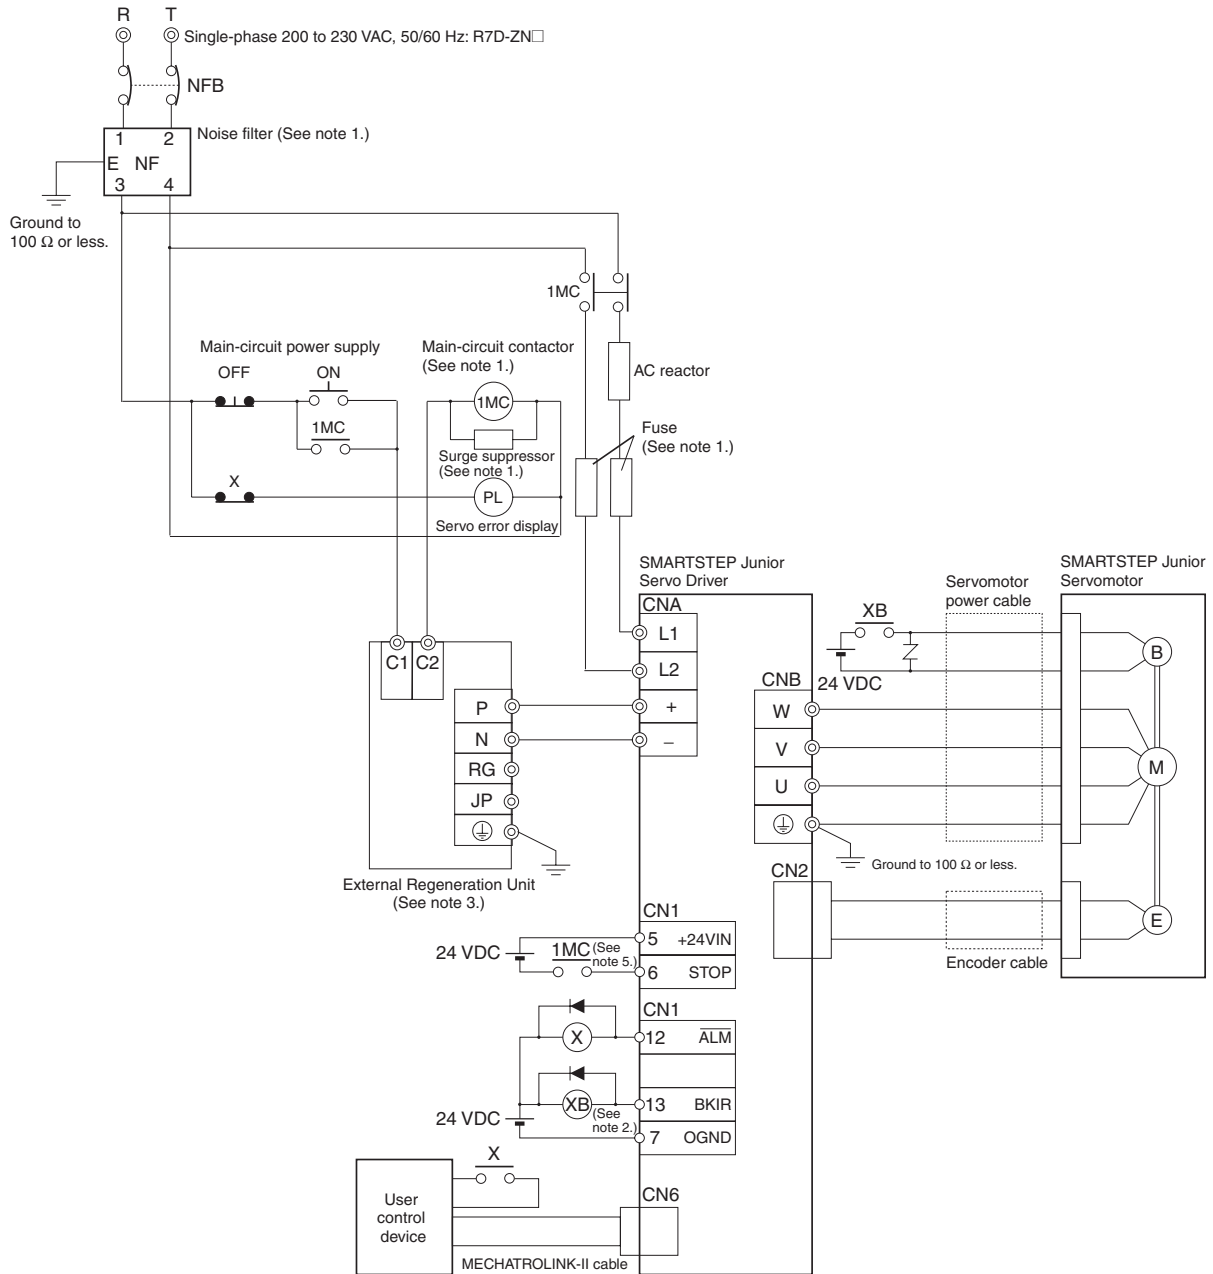 R
T
Single-phase 200 to 230 VAC, 50/60 Hz: R7D-ZN□
NFB
1
2
Noise filter (See note 1.)
E
NF
3
4
Ground to
100 Ω or less.
1MC
Main-circuit power supply
OFF
ON
1MC
X
Main-circuit contactor
(See note 1.)
1MC
Surge suppressor
(See note 1.)
PL
Servo error display
AC reactor
Fuse
(See note 1.)
SMARTSTEP Junior
Servo Driver
CNA
L1
L2
+
–
C1
C2
P
N
RG
JP
External Regeneration Unit
(See note 3.)
CNB
W
V
U
XB
24 VDC
Servomotor
power cable
SMARTSTEP Junior
Servomotor
B
M
E
Ground to 100 Ω or less.
CN2
Encoder cable
CN1
5 +24VIN
6 STOP
24 VDC
1MC
(See
note 5.)
CN1
12 ALM
13 BKIR
7 OGND
X
XB
(See
note 2.)
24 VDC
X
User
control
device
CN6
MECHATROLINK-II cable